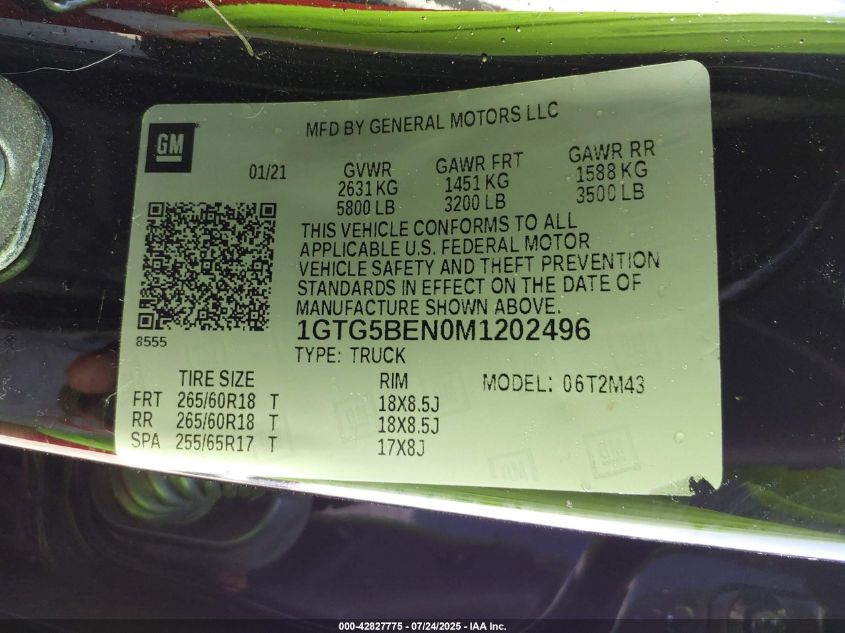 GM
MFD BY GENERAL MOTORS LLC
01/21
GVWR
2631 KG
5800 LB
GAWR FRT
1451 KG
3200 LB
GAWR RR
1588 KG
3500 LB
THIS VEHICLE CONFORMS TO ALL
APPLICABLE U.S. FEDERAL MOTOR
VEHICLE SAFETY AND THEFT PREVENTION
STANDARDS IN EFFECT ON THE DATE OF
MANUFACTURE SHOWN ABOVE.
8555
1GTG5BEN0M1202496
TYPE: TRUCK
TIRE SIZE RIM MODEL: 06T2M43
FRT 265/60R18 T 18X8.5J
RR 265/60R18 T 18X8.5J
SPA 255/65R17 T 17X8J
GM
GM
000-42827775 - 07/24/2025 - IAA Inc.